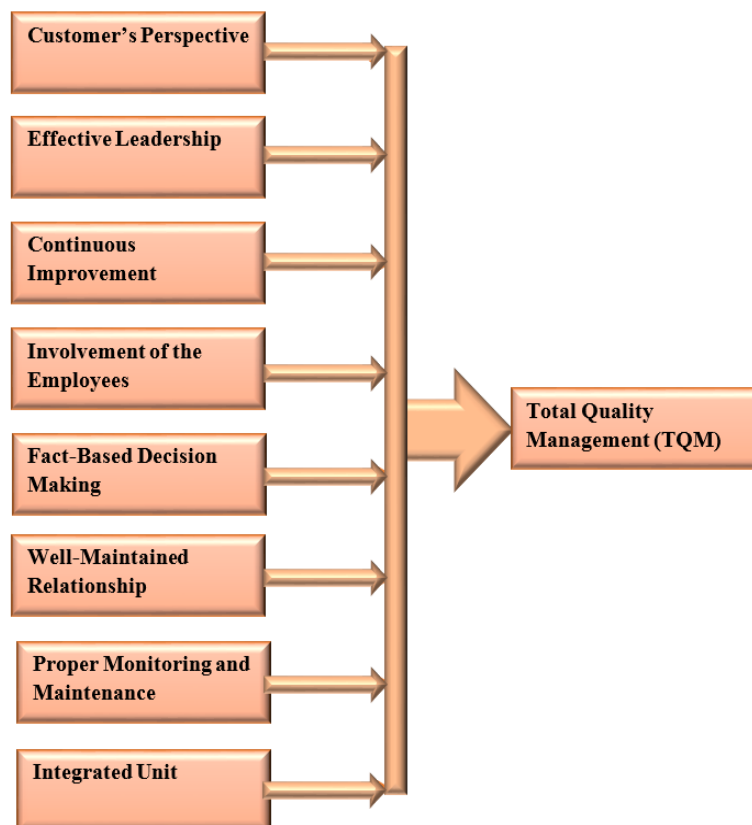 Customer’s Perspective
Effective Leadership
Continuous
Improvement
Involvement of the
Employees
Fact-Based Decision
Making
Well-Maintained
Relationship
Proper Monitoring and
Maintenance
Integrated Unit
Total Quality
Management (TQM)